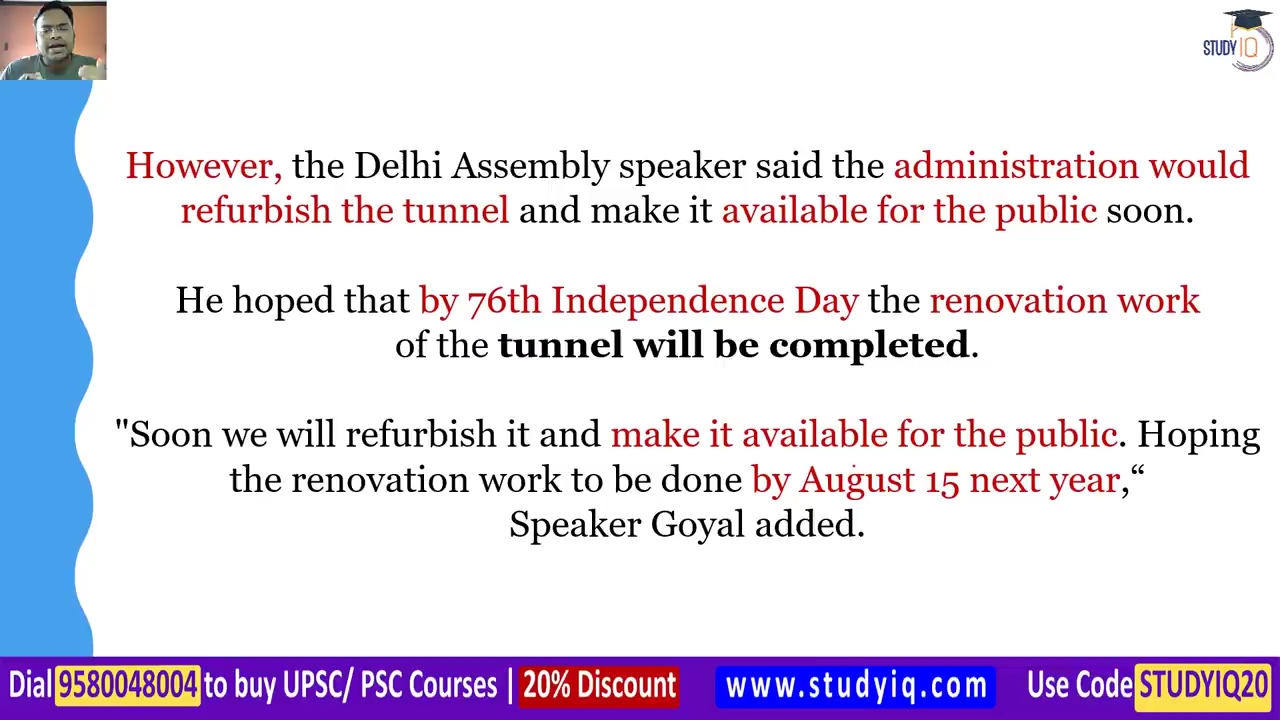 STUDY IQ
However, the Delhi Assembly speaker said the administration would
refurbish the tunnel and make it available for the public soon.
He hoped that by 76th Independence Day the renovation work
of the tunnel will be completed.
"Soon we will refurbish it and make it available for the public. Hoping
the renovation work to be done by August 15 next year,“
Speaker Goyal added.
Dial 9580048004 to buy UPSC/ PSC Courses | 20% Discount www.studyiq.com Use Code STUDYIQ20